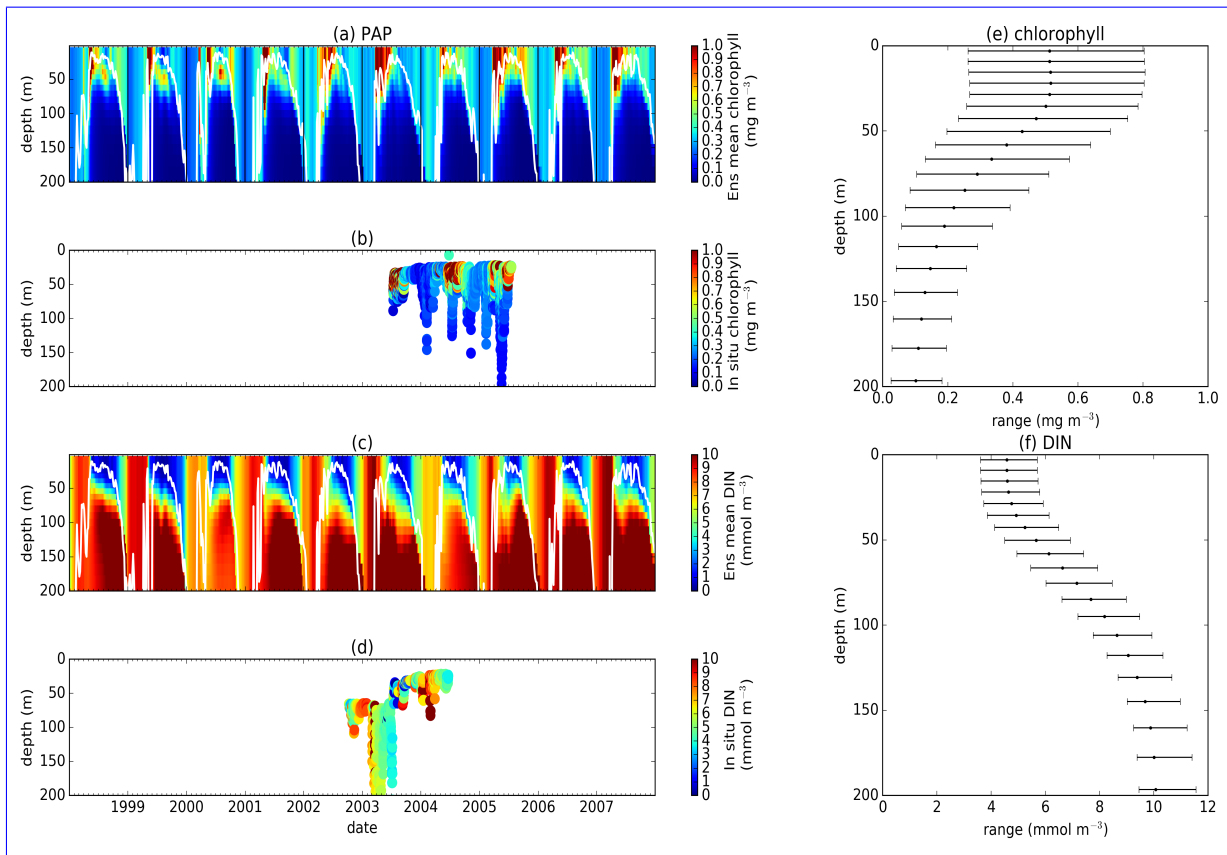 (a) PAP
50
100
150
200
depth (m)
1.0
0.9
0.8
0.7
0.6
0.5
0.4
0.3
0.2
0.1
0.0
Ens mean chlorophyll
(mg m⁻³)
(b)
0
50
100
150
200
depth (m)
1.0
0.9
0.8
0.7
0.6
0.5
0.4
0.3
0.2
0.1
0.0
In situ chlorophyll
(mg m⁻³)
(c)
50
100
150
200
depth (m)
10
9
8
7
6
5
4
3
2
1
0
Ens mean DIN
(mmol m⁻³)
(d)
0
50
100
150
200
depth (m)
1999 2000 2001 2002 2003 2004 2005 2006 2007
date
10
9
8
7
6
5
4
3
2
1
0
In situ DIN
(mmol m⁻³)
(e) chlorophyll
0
50
100
150
200
depth (m)
0.0 0.2 0.4 0.6 0.8 1.0
range (mg m⁻³)
(f) DIN
0
50
100
150
200
depth (m)
0 2 4 6 8 10 12
range (mmol m⁻³)